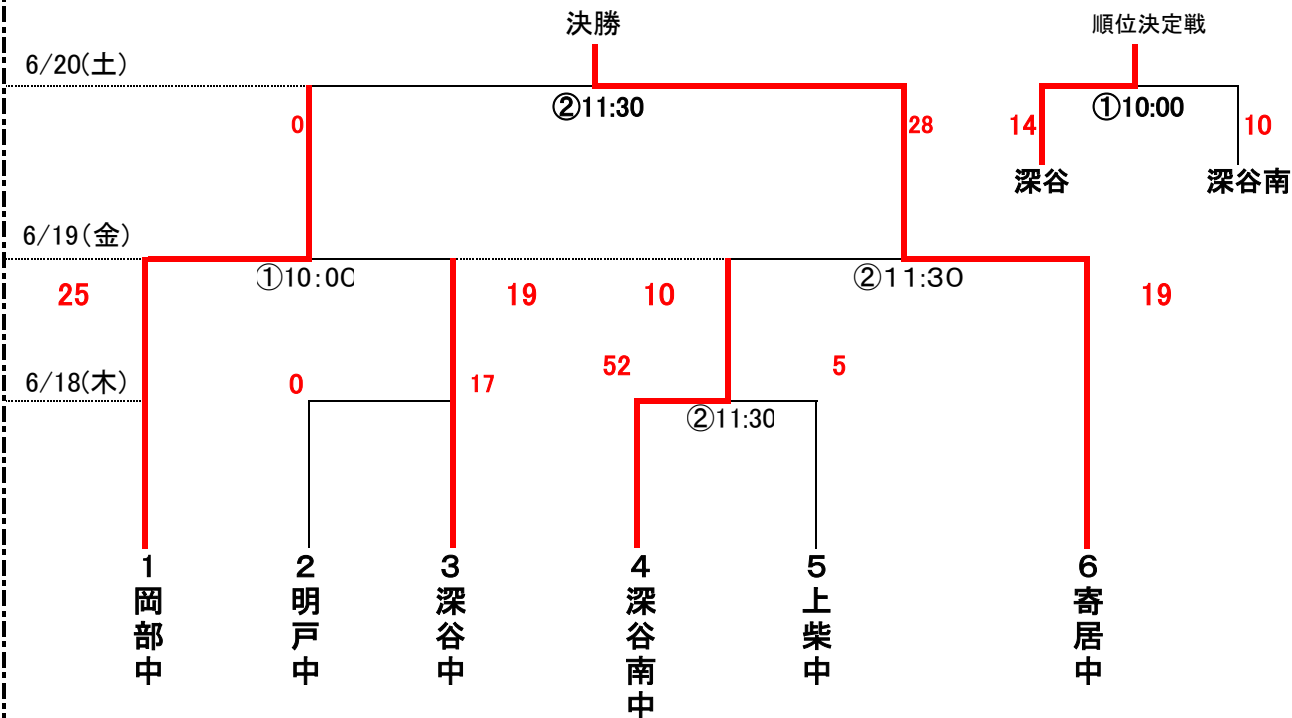 決勝
順位決定戦
6/20(土)
②11:30
①10:00
0
28
14
10
深谷
深谷南
6/19(金)
①10:00
②11:30
25
19
10
19
52
5
6/18(木)
0
17
②11:30
1
岡部中
2
明戸中
3
深谷中
4
深谷南中
5
上柴中
6
寄居中